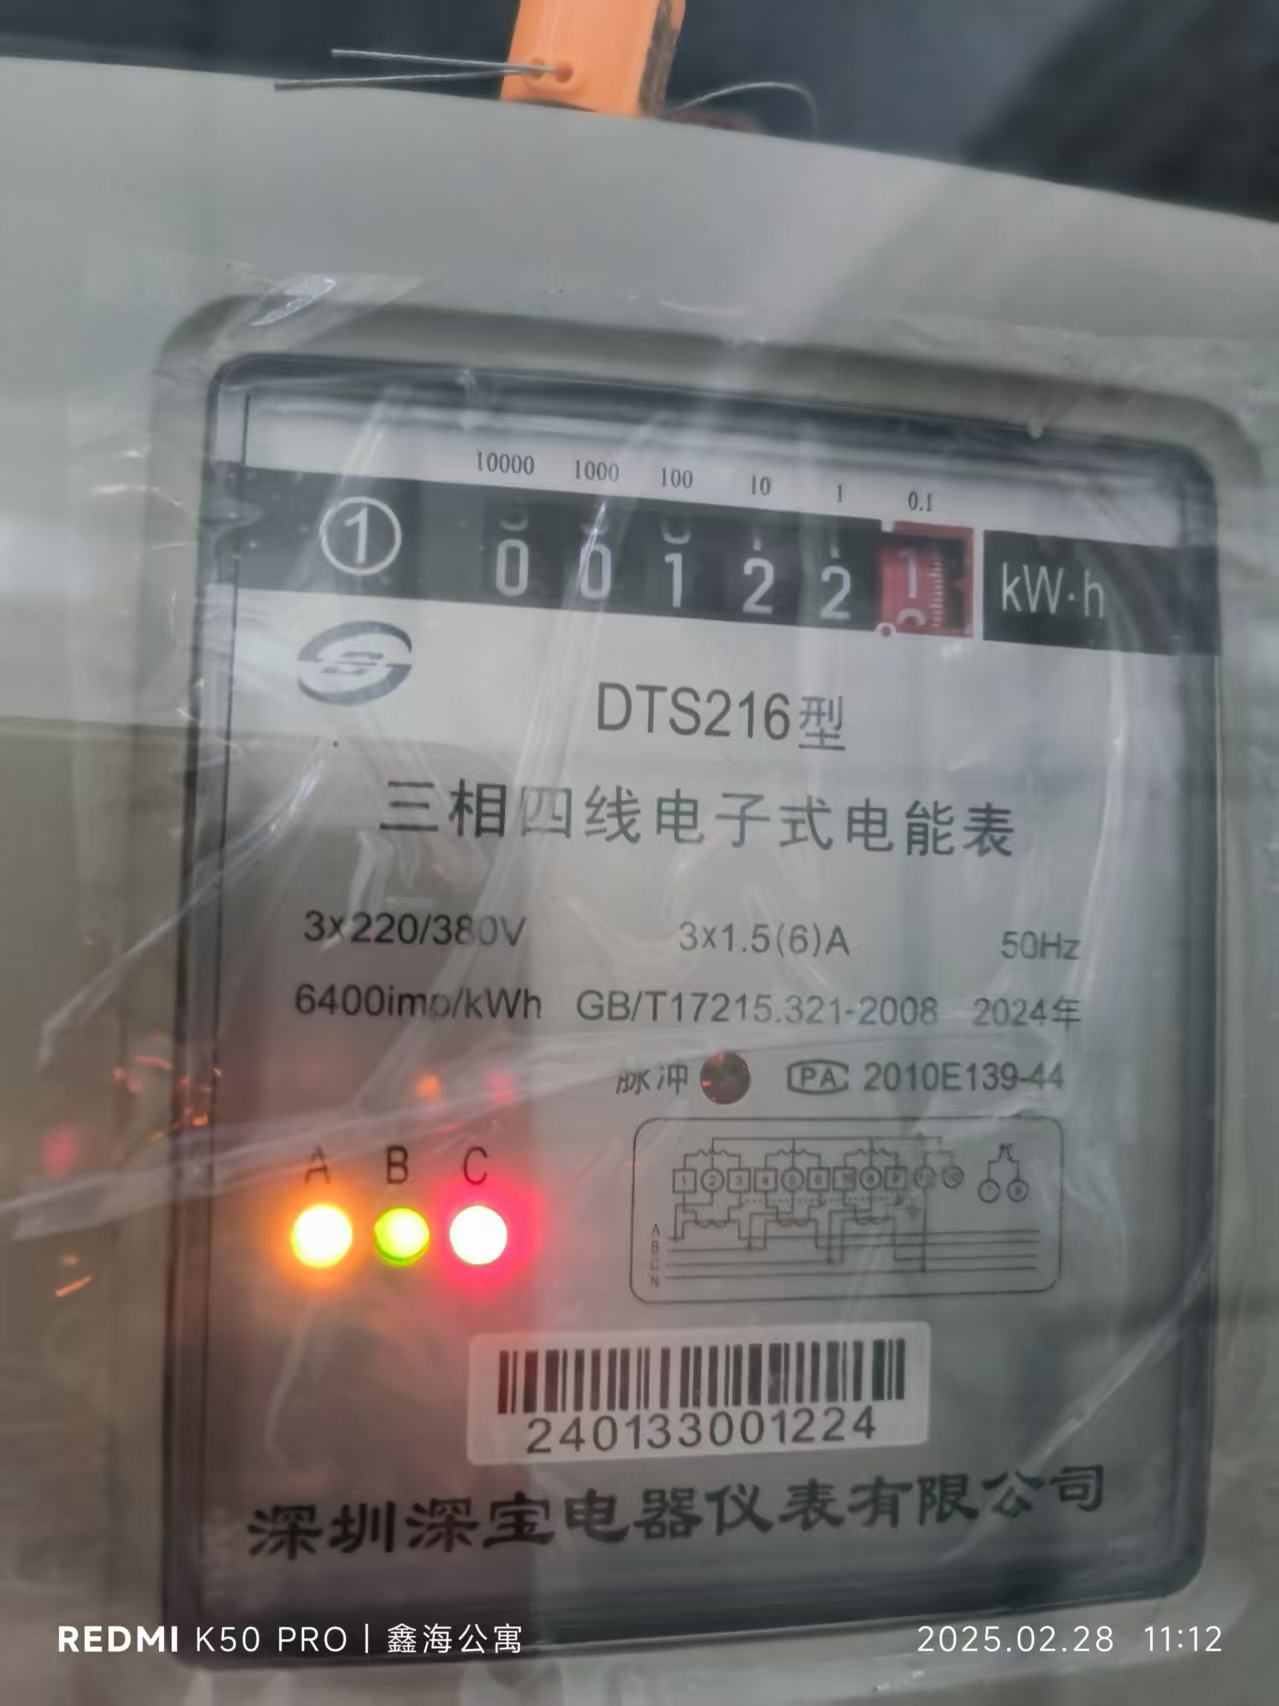 10000 1000 100 10 1 0.1
① 0 0 1 2 2 1 kW·h
DTS216型
三相四线电子式电能表
3×220/380V 3×1.5(6)A 50Hz
6400imp/kWh GB/T17215.321-2008 2024年
脉冲 PA 2010E139-44
A B C
A
B
C
N
240133001224
深圳深宝电器仪表有限公司
REDMI K50 PRO | 鑫海公寓 2025.02.28 11:12